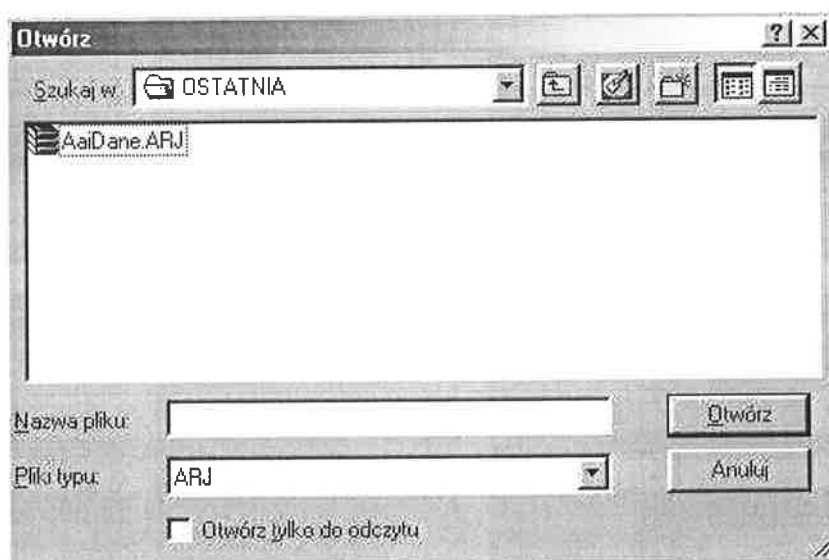 Otwórz
Szukaj w: OSTATNIA
AaiDane.ARJ
Nazwa pliku:
Otwórz
Pliki typu: ARJ
Anuluj
Otwórz tylko do odczytu